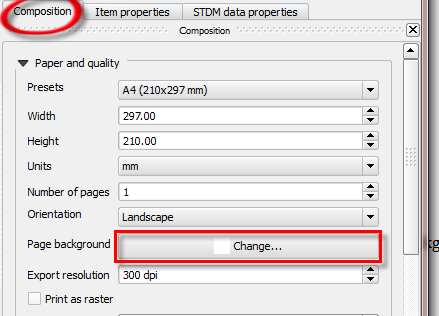 Composition Item properties STDM data properties
Composition
Paper and quality
Presets A4 (210x297 mm)
Width 297.00
Height 210.00
Units mm
Number of pages 1
Orientation Landscape
Page background Change...
Export resolution 300 dpi
Print as raster